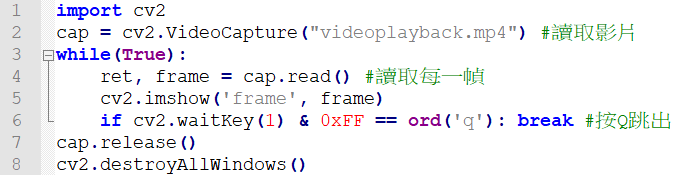 1 import cv2
2 cap = cv2.VideoCapture("videoplayback.mp4") #讀取影片
3 while(True):
4     ret, frame = cap.read() #讀取每一幀
5     cv2.imshow('frame', frame)
6     if cv2.waitKey(1) & 0xFF == ord('q'): break #按Q跳出
7 cap.release()
8 cv2.destroyAllWindows()